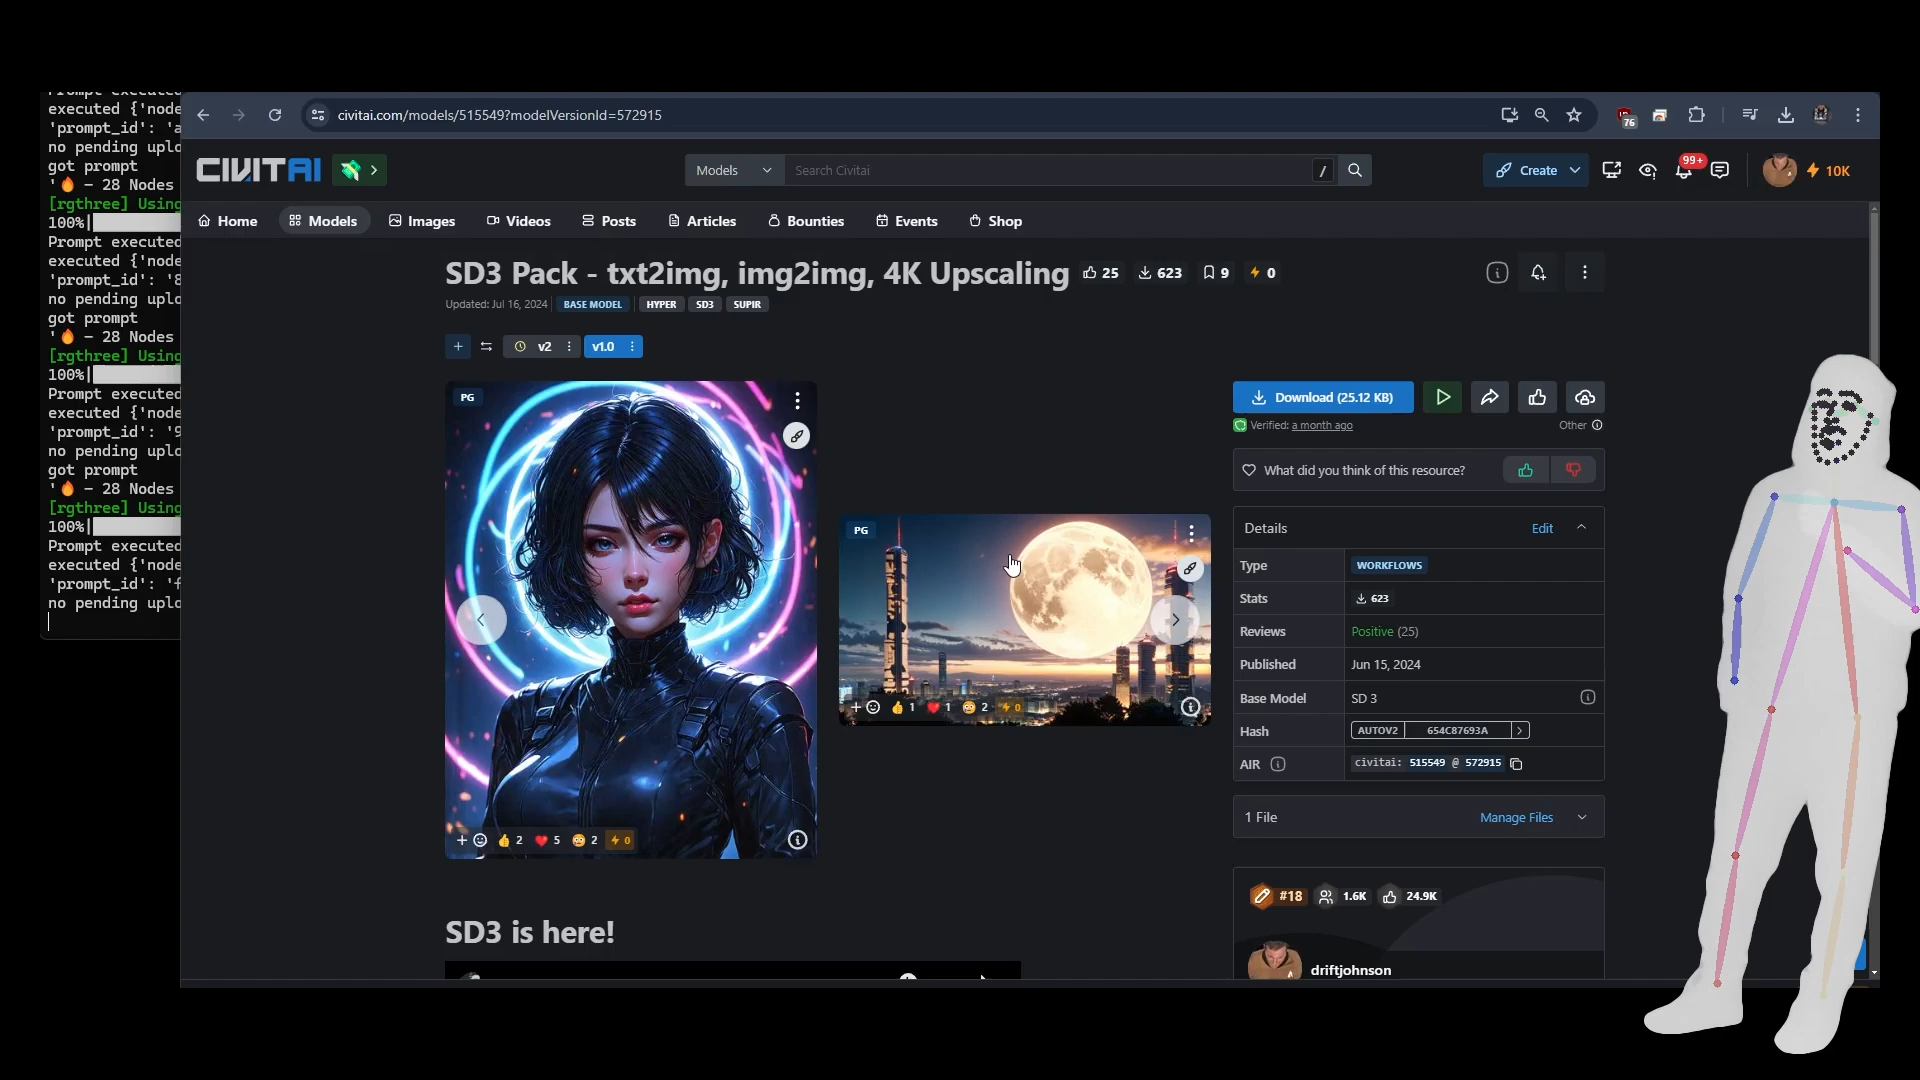 executed {'node
'prompt_id': 'a
no pending uplo
got prompt
'🔥 - 28 Nodes
[rgthree] Using
100%|
Prompt executed
executed {'node
'prompt_id': '8
no pending uplo
got prompt
'🔥 - 28 Nodes
[rgthree] Using
100%|
Prompt executed
executed {'node
'prompt_id': '9
no pending uplo
got prompt
'🔥 - 28 Nodes
[rgthree] Using
100%|
Prompt executed
executed {'node
'prompt_id': 'f
no pending uplo
civitai.com/models/515549?modelVersionId=572915
76
CIVITAI
Models
Search Civitai
/
Create
99+
10K
Home
Models
Images
Videos
Posts
Articles
Bounties
Events
Shop
SD3 Pack - txt2img, img2img, 4K Upscaling
25
623
9
0
Updated: Jul 16, 2024
BASE MODEL
HYPER
SD3
SUPIR
v2
v1.0
PG
2
5
2
0
PG
1
1
2
0
Download (25.12 KB)
Verified: a month ago
Other
What did you think of this resource?
Details
Edit
Type
WORKFLOWS
Stats
623
Reviews
Positive (25)
Published
Jun 15, 2024
Base Model
SD 3
Hash
AUTOV2
654C87693A
AIR
civitai: 515549 @ 572915
1 File
Manage Files
#18
1.6K
24.9K
driftjohnson
SD3 is here!